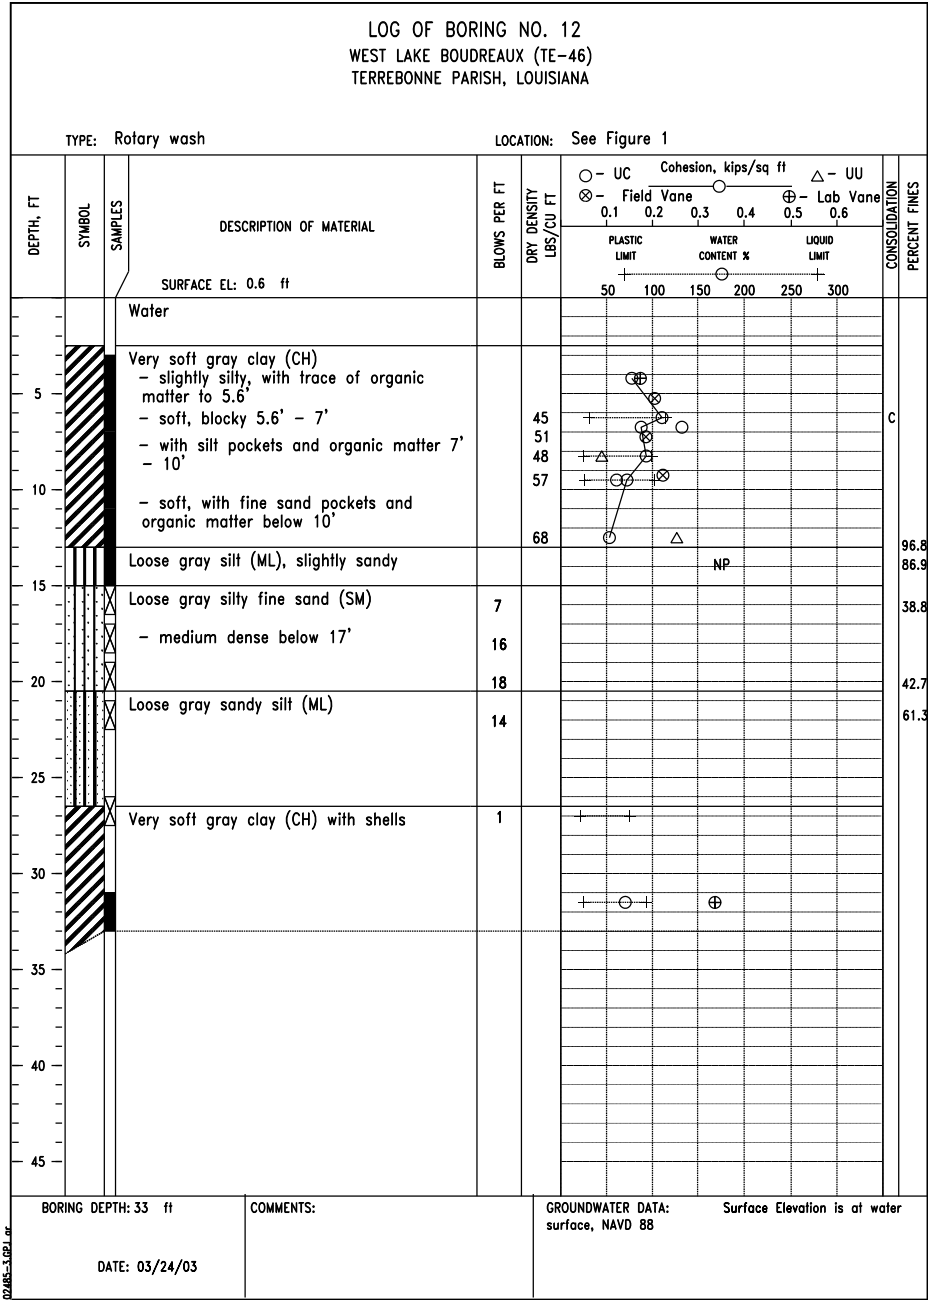 LOG OF BORING NO. 12
WEST LAKE BOUDREAUX (TE-46)
TERREBONNE PARISH, LOUISIANA
TYPE: Rotary wash
LOCATION: See Figure 1
DEPTH, FT
SYMBOL
SAMPLES
DESCRIPTION OF MATERIAL
SURFACE EL: 0.6 ft
BLOWS PER FT
DRY DENSITY
LBS/CU FT
Cohesion, kips/sq ft
- UC
- UU
- Field Vane
- Lab Vane
0.1 0.2 0.3 0.4 0.5 0.6
PLASTIC LIMIT
WATER CONTENT %
LIQUID LIMIT
50 100 150 200 250 300
CONSOLIDATION
PERCENT FINES
Water
Very soft gray clay (CH)
- slightly silty, with trace of organic
matter to 5.6'
5
- soft, blocky 5.6' - 7'
45
C
51
- with silt pockets and organic matter 7'
- 10'
48
10
57
- soft, with fine sand pockets and
organic matter below 10'
68
96.8
Loose gray silt (ML), slightly sandy
NP
86.9
15
Loose gray silty fine sand (SM)
7
38.8
- medium dense below 17'
16
20
18
42.7
Loose gray sandy silt (ML)
14
61.3
25
Very soft gray clay (CH) with shells
1
30
35
40
45
BORING DEPTH: 33 ft
DATE: 03/24/03
COMMENTS:
GROUNDWATER DATA: Surface Elevation is at water
surface, NAVD 88